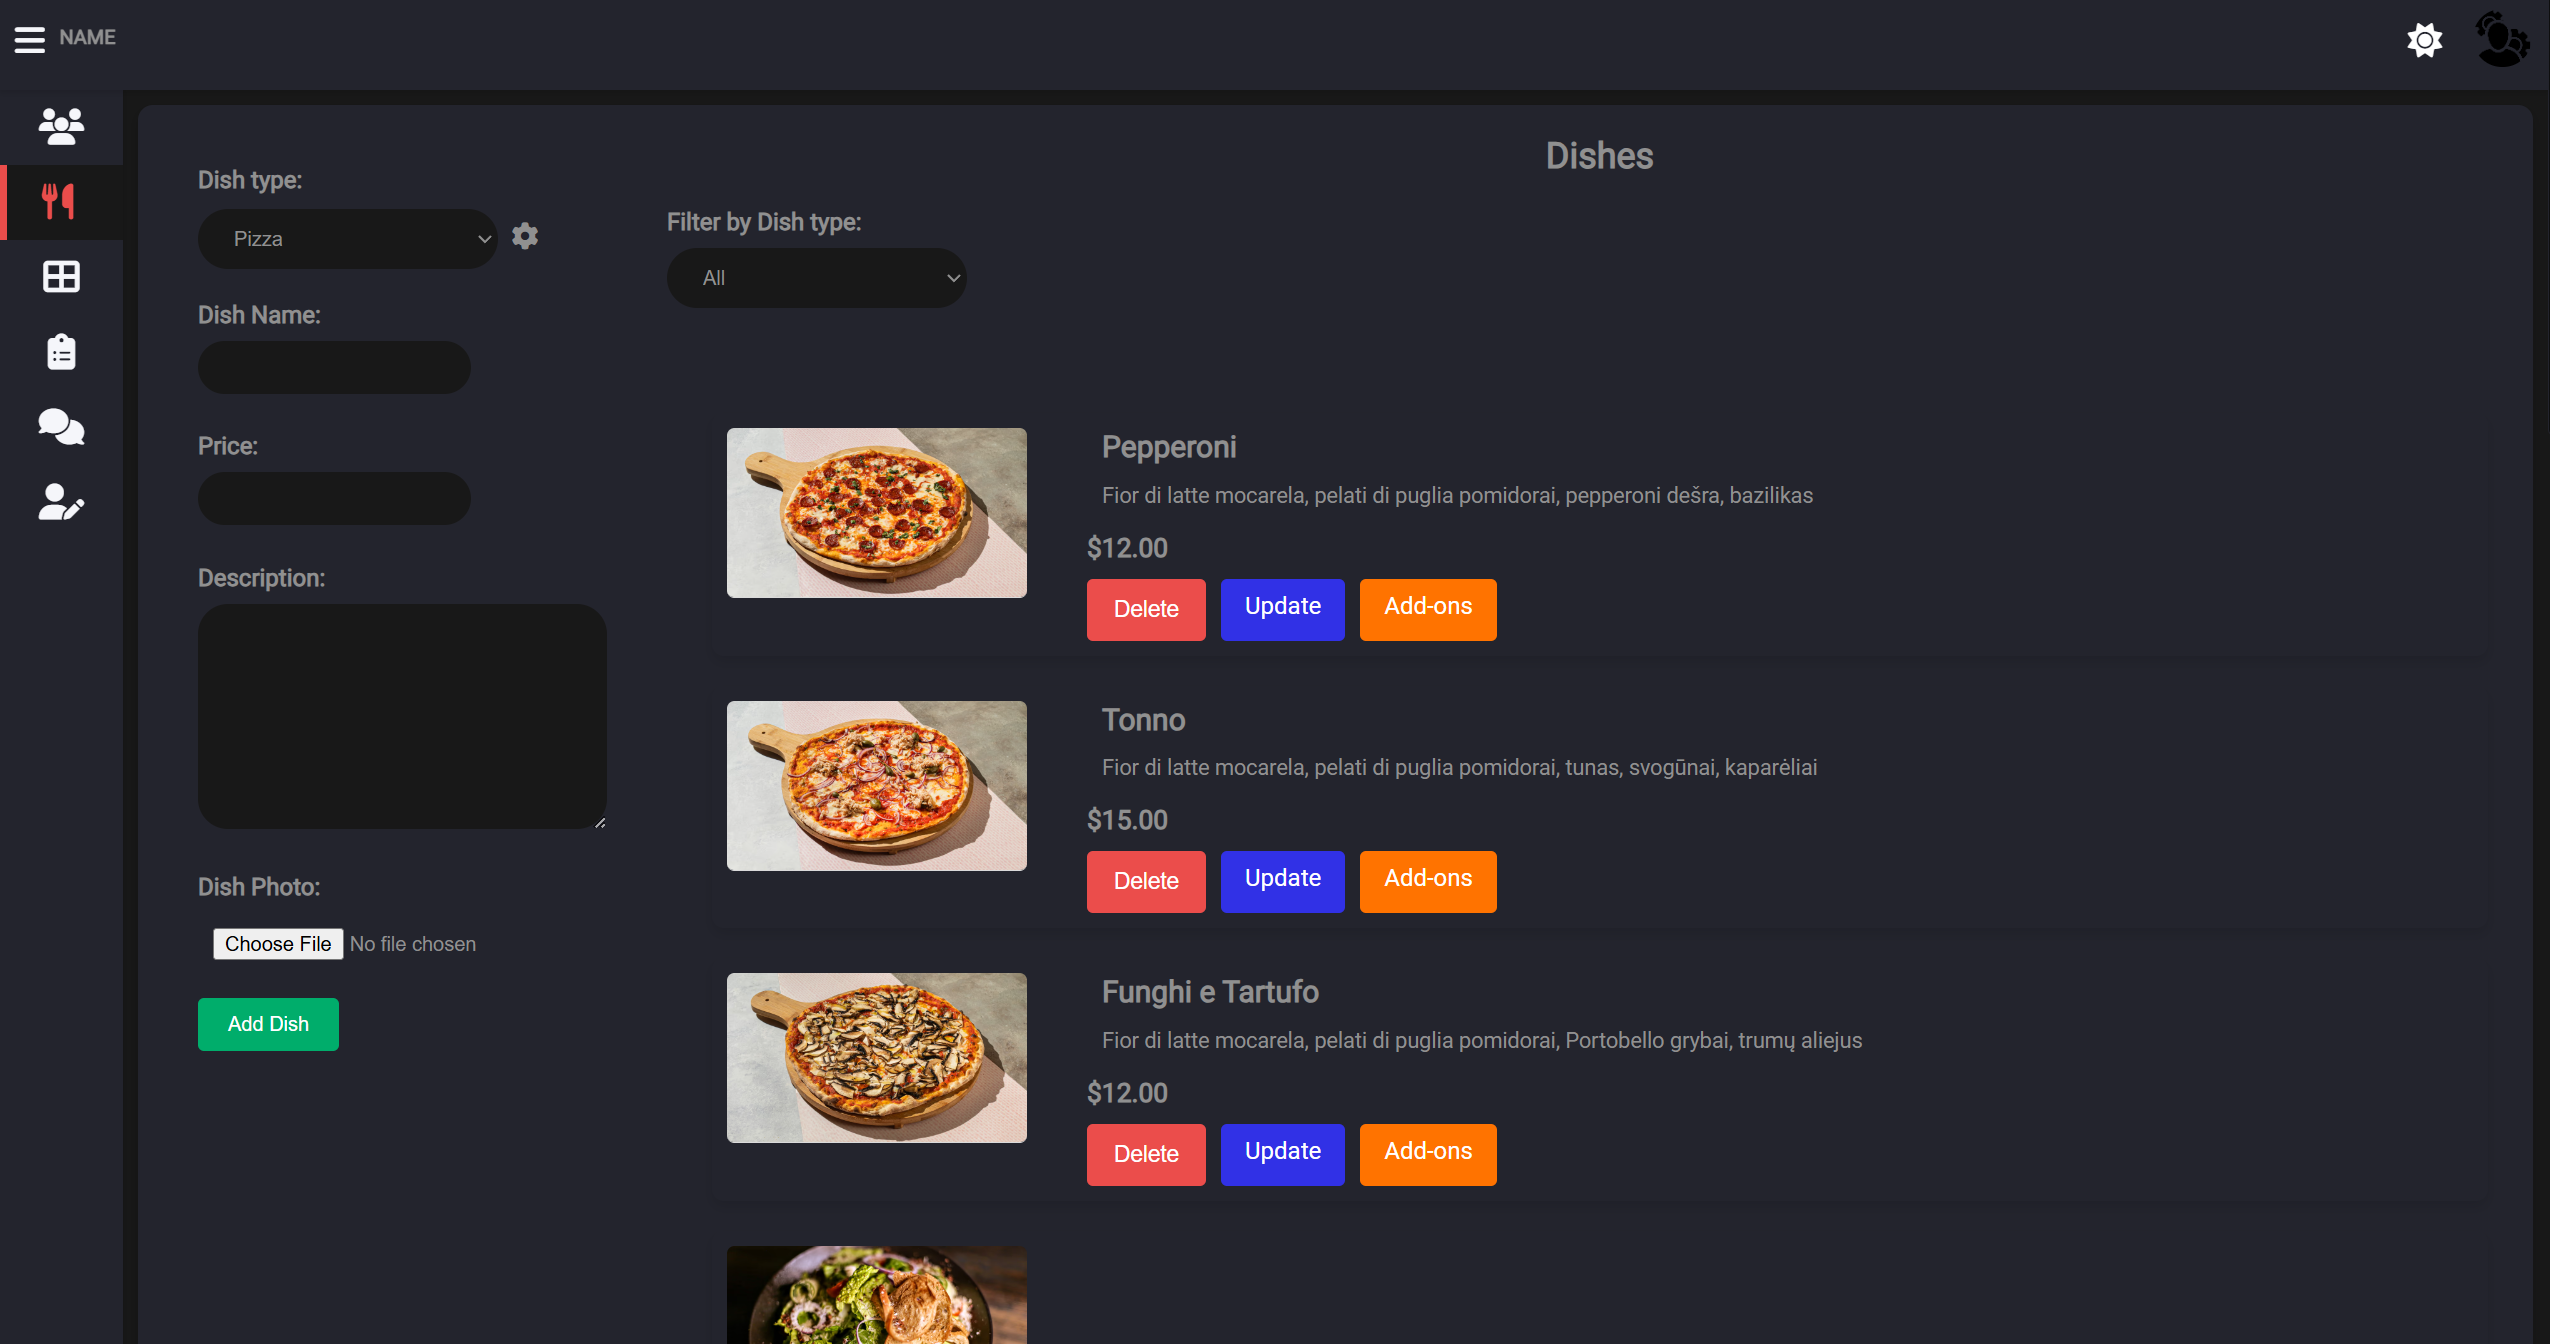 NAME
Dish type:
Pizza
Dish Name:
Price:
Description:
Dish Photo:
Choose File No file chosen
Add Dish
Dishes
Filter by Dish type:
All
Pepperoni
Fior di latte mocarela, pelati di puglia pomidorai, pepperoni dešra, bazilikas
$12.00
Delete Update Add-ons
Tonno
Fior di latte mocarela, pelati di puglia pomidorai, tunas, svogūnai, kaparėliai
$15.00
Delete Update Add-ons
Funghi e Tartufo
Fior di latte mocarela, pelati di puglia pomidorai, Portobello grybai, trumų aliejus
$12.00
Delete Update Add-ons